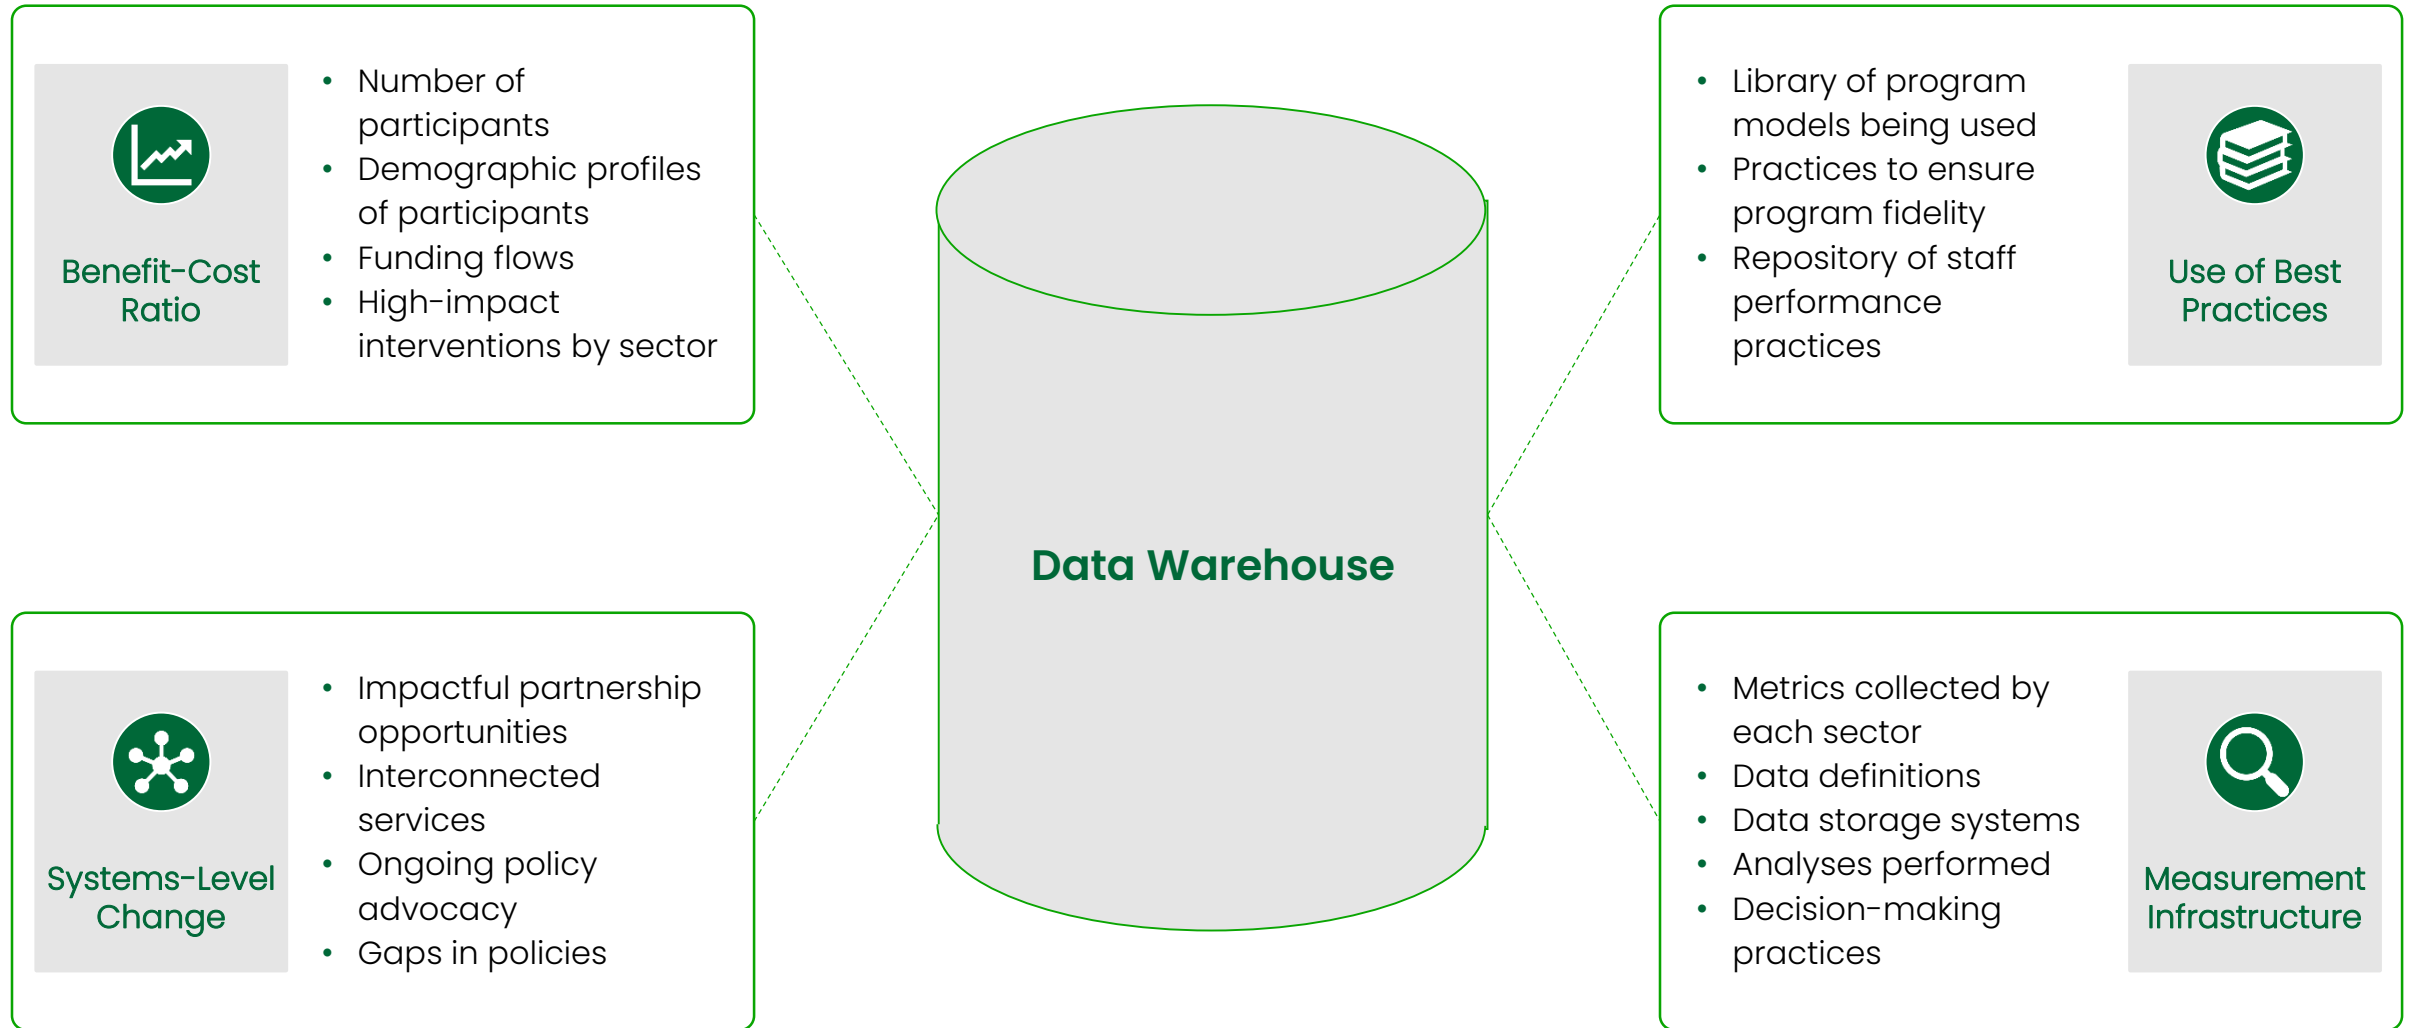 Benefit-Cost
Ratio
• Number of
participants
• Demographic profiles
of participants
• Funding flows
• High-impact
interventions by sector
• Library of program
models being used
• Practices to ensure
program fidelity
• Repository of staff
performance
practices
Use of Best
Practices
Data Warehouse
Systems-Level
Change
• Impactful partnership
opportunities
• Interconnected
services
• Ongoing policy
advocacy
• Gaps in policies
• Metrics collected by
each sector
• Data definitions
• Data storage systems
• Analyses performed
• Decision-making
practices
Measurement
Infrastructure